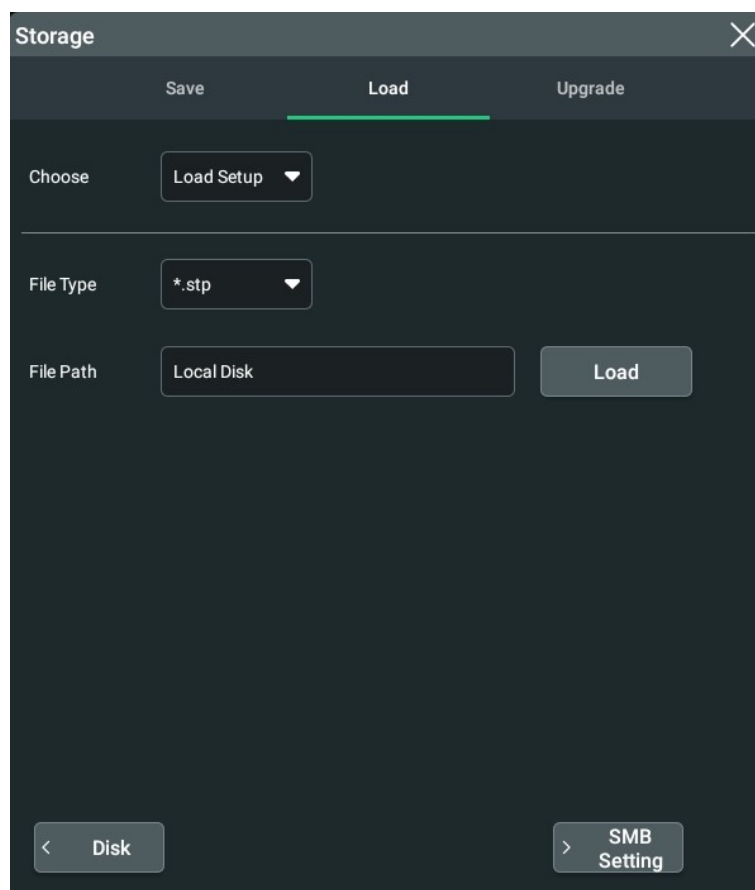 Storage
Save Load Upgrade
Choose Load Setup
File Type *.stp
File Path Local Disk Load
Disk
SMB
Setting